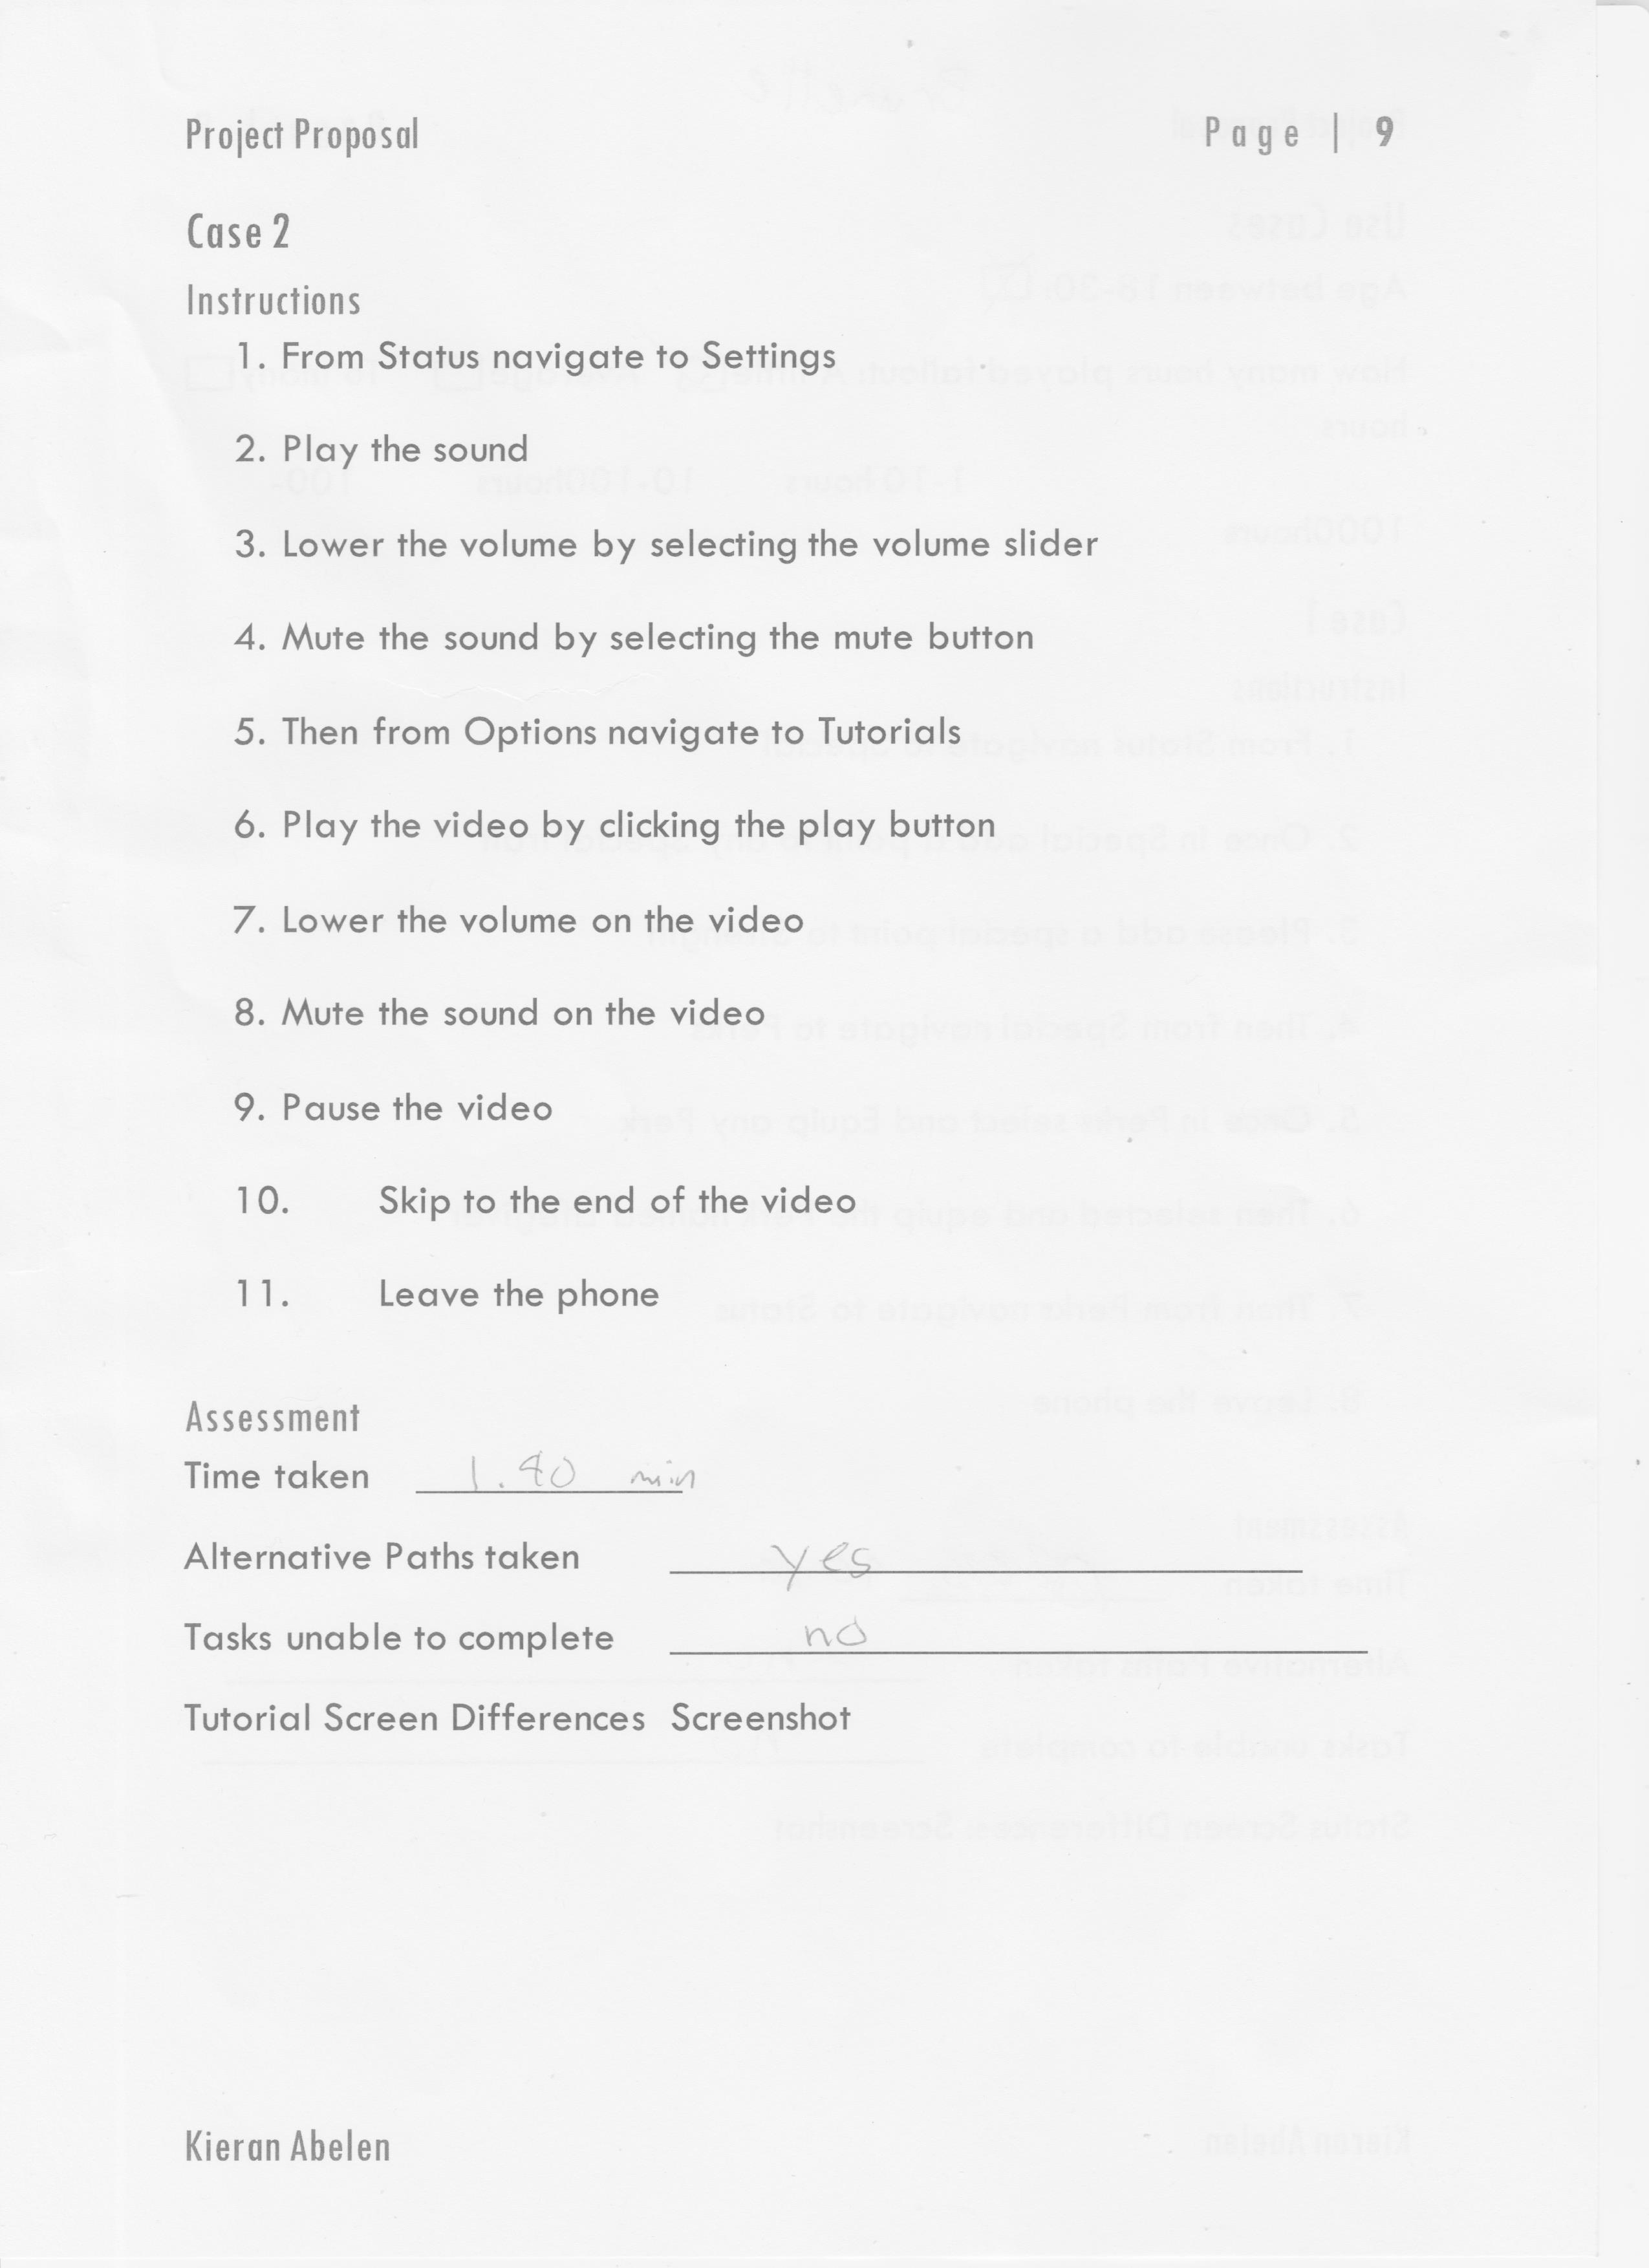 Project Proposal Page | 9
Case 2
Instructions
1. From Status navigate to Settings
2. Play the sound
3. Lower the volume by selecting the volume slider
4. Mute the sound by selecting the mute button
5. Then from Options navigate to Tutorials
6. Play the video by clicking the play button
7. Lower the volume on the video
8. Mute the sound on the video
9. Pause the video
10. Skip to the end of the video
11. Leave the phone
Assessment
Time taken 1.40 min
Alternative Paths taken yes
Tasks unable to complete no
Tutorial Screen Differences Screenshot
Kieran Abelen